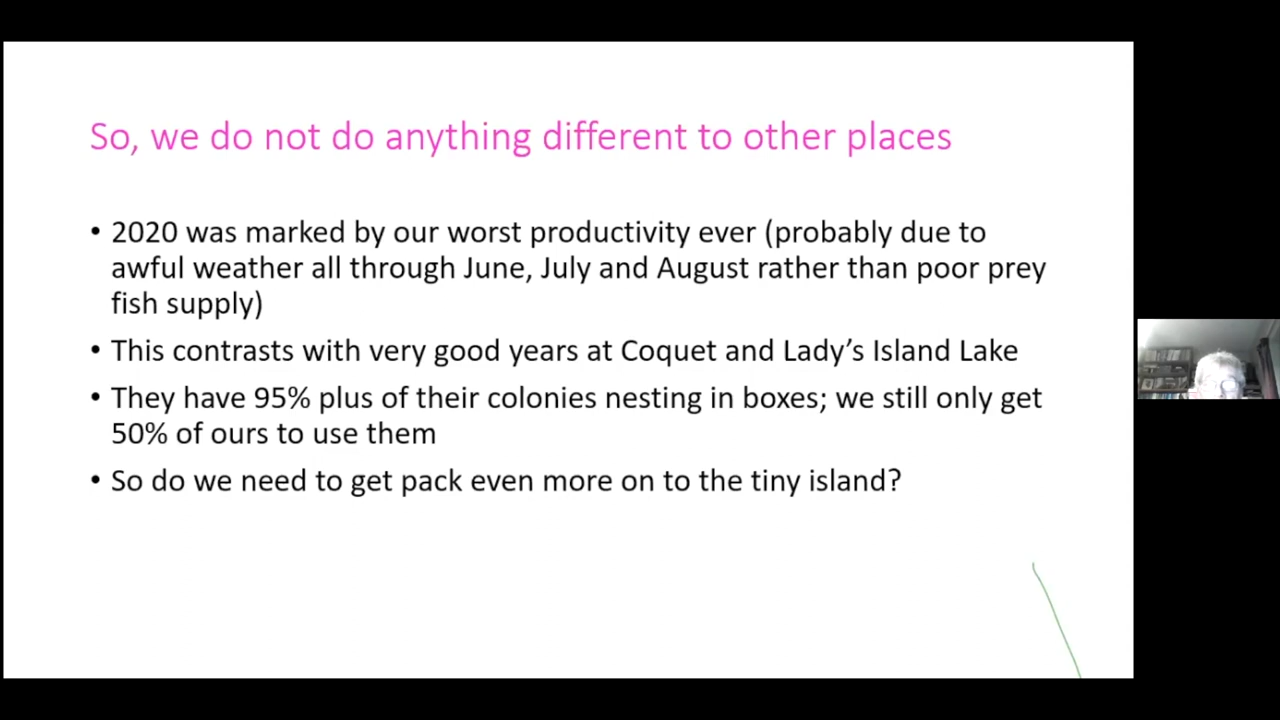 So, we do not do anything different to other places
• 2020 was marked by our worst productivity ever (probably due to
awful weather all through June, July and August rather than poor prey
fish supply)
• This contrasts with very good years at Coquet and Lady’s Island Lake
• They have 95% plus of their colonies nesting in boxes; we still only get
50% of ours to use them
• So do we need to get pack even more on to the tiny island?